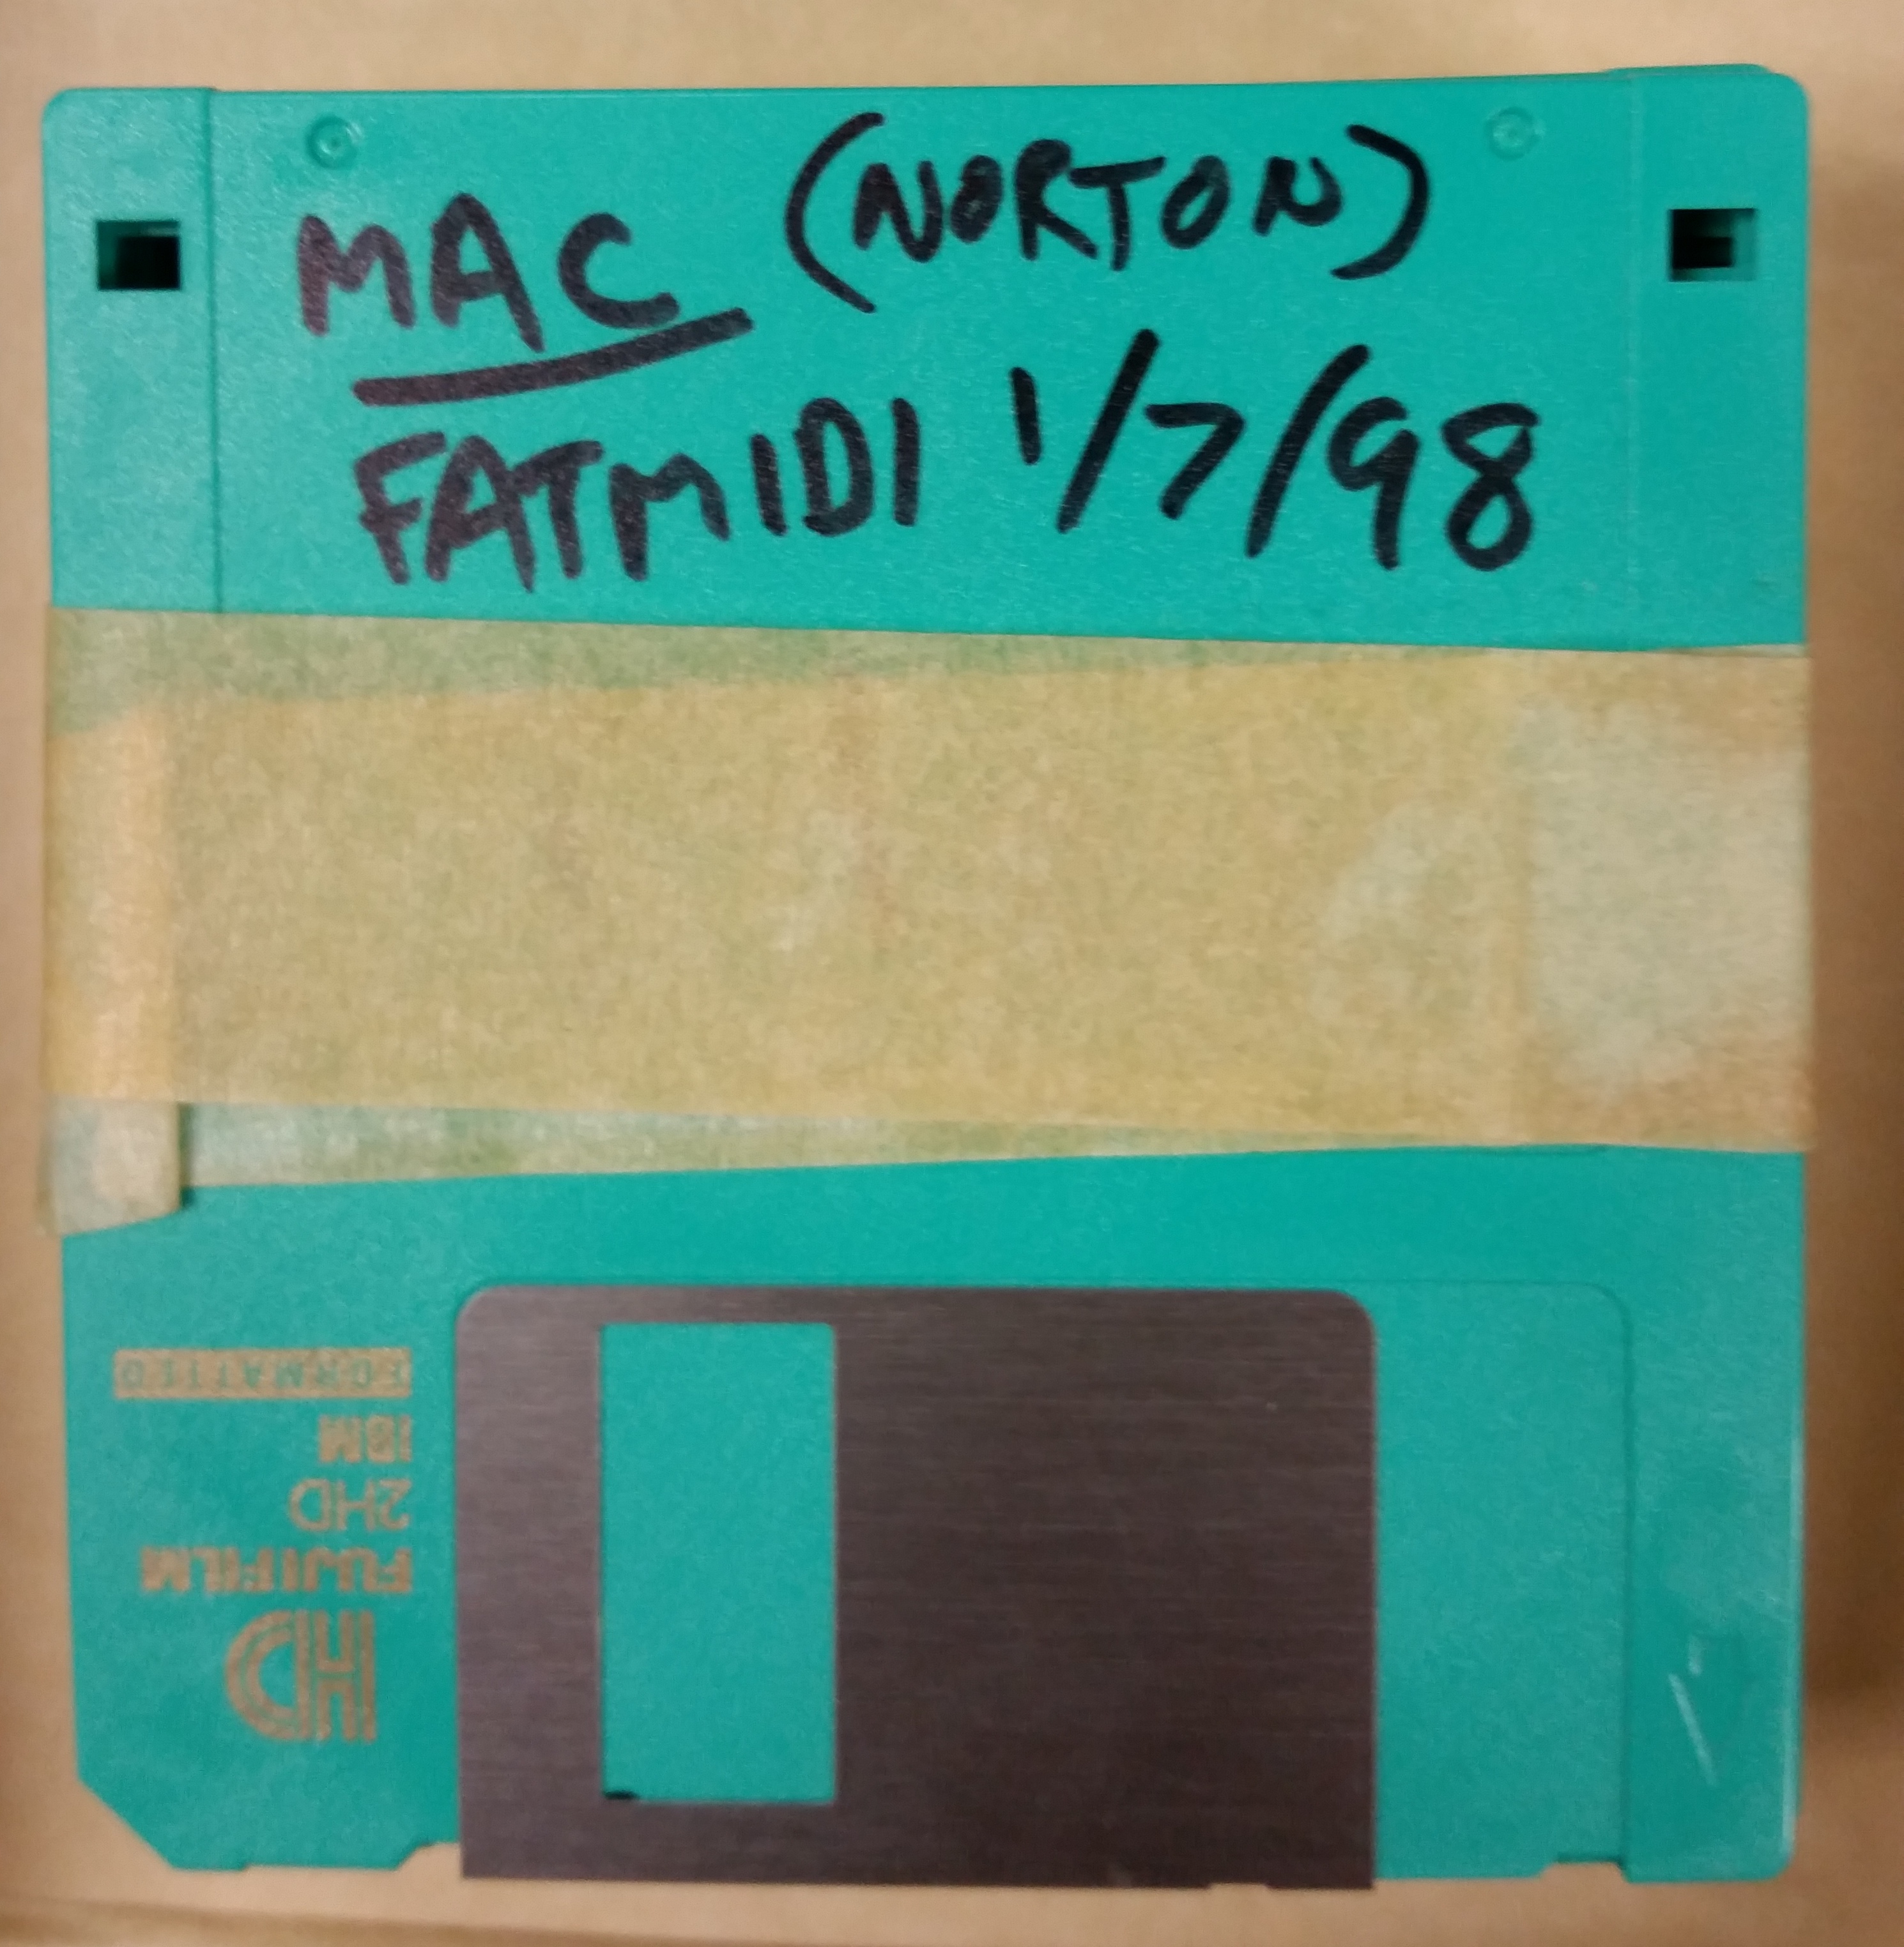 MAC (NORTON)
FATMIDI 1/7/98
FORMATTED
IBM
2HD
FUJIFILM
HD